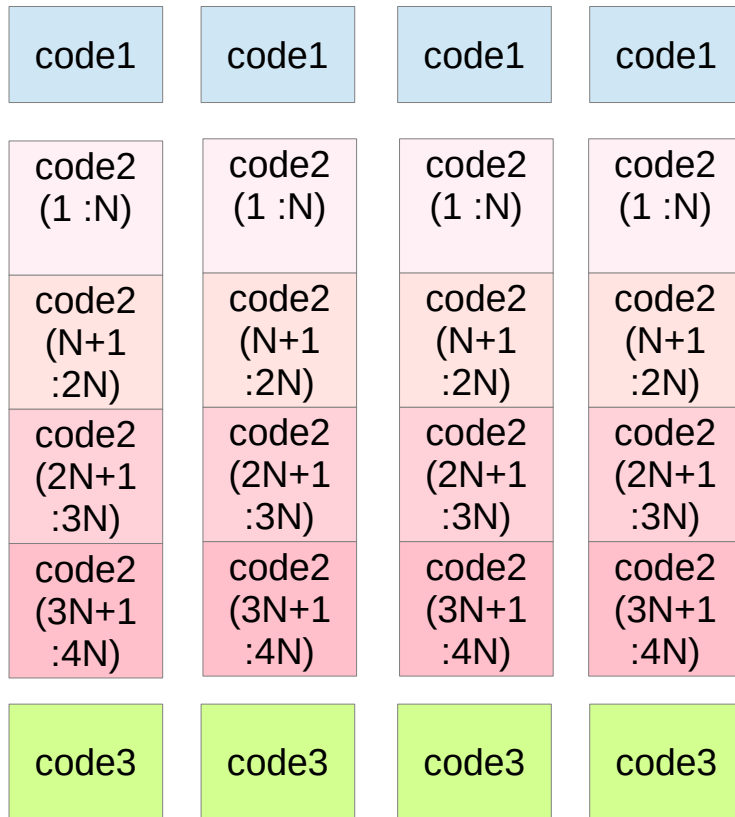 code1 code1 code1 code1
code2 code2 code2 code2
(1 :N) (1 :N) (1 :N) (1 :N)
code2 code2 code2 code2
(N+1 (N+1 (N+1 (N+1
:2N) :2N) :2N) :2N)
code2 code2 code2 code2
(2N+1 (2N+1 (2N+1 (2N+1
:3N) :3N) :3N) :3N)
code2 code2 code2 code2
(3N+1 (3N+1 (3N+1 (3N+1
:4N) :4N) :4N) :4N)
code3 code3 code3 code3